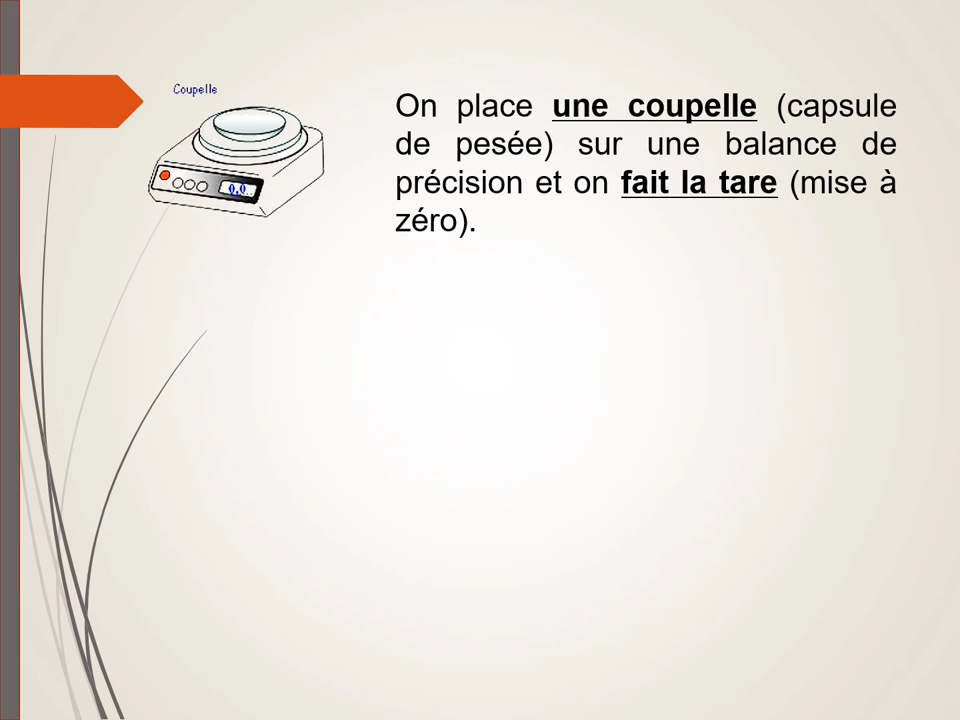 Coupelle
On place une coupelle (capsule
de pesée) sur une balance de
précision et on fait la tare (mise à
zéro).
0.0